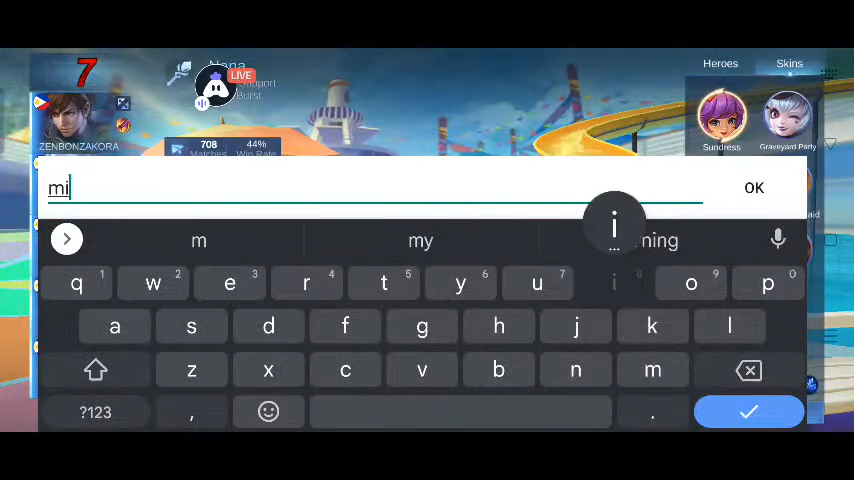 7
Nana
LIVE
Support
Burst
Heroes
Skins
ZENBONZAKORA
708
44%
Matches
Win Rate
Sundress
Graveyard Party
mi
OK
i
m
my
q 1 w 2 e 3 r 4 t 5 y 6 u 7 i 8 o 9 p 0
a s d f g h j k l
z x c v b n m
?123 , .